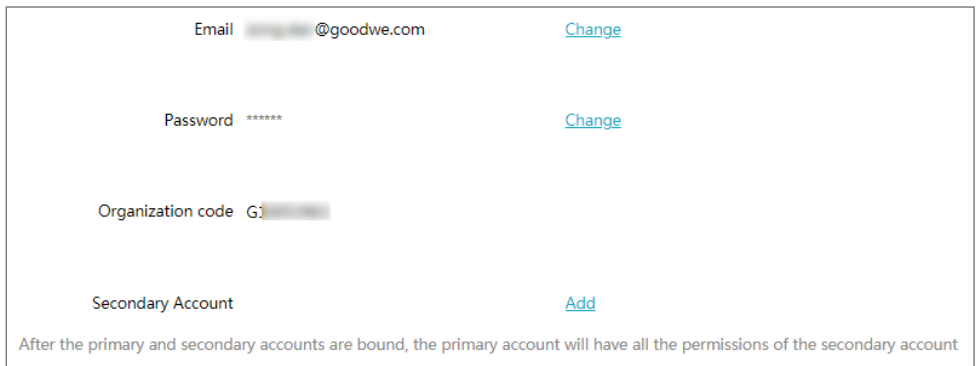 Email @goodwe.com Change
Password ****** Change
Organization code G1
Secondary Account Add
After the primary and secondary accounts are bound, the primary account will have all the permissions of the secondary account